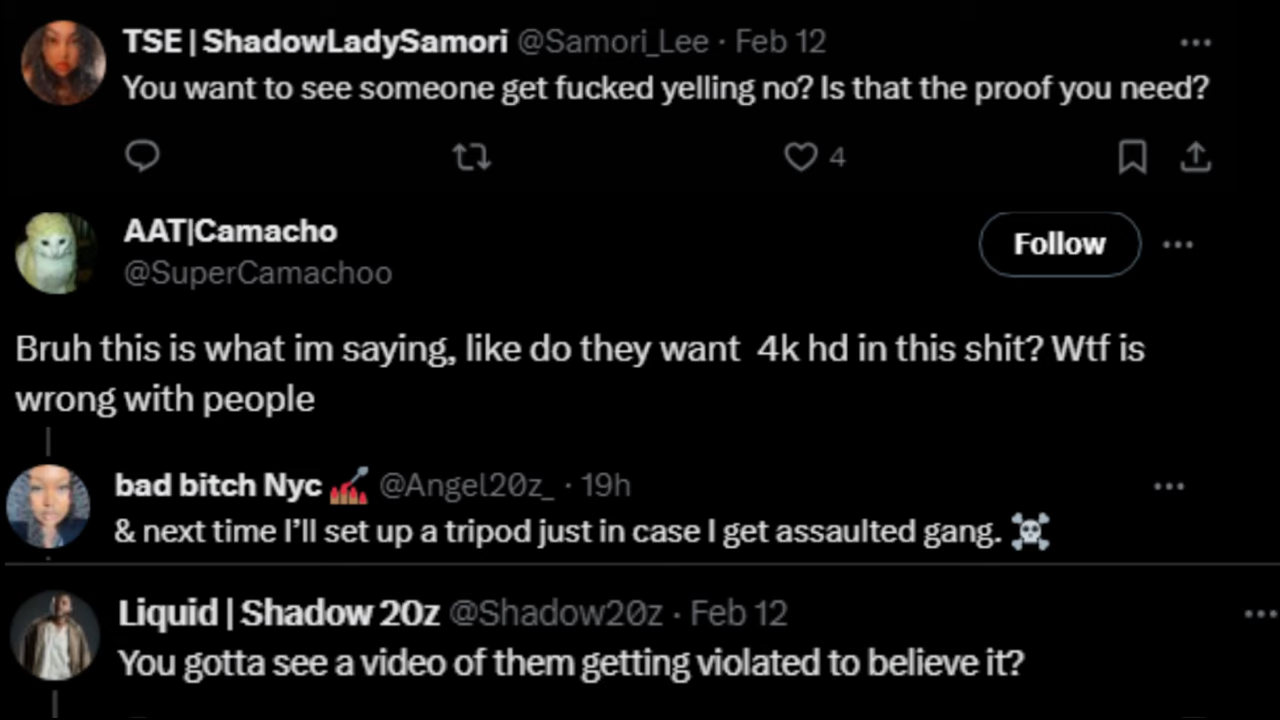 TSE | ShadowLadySamori @Samori_Lee · Feb 12
You want to see someone get fucked yelling no? Is that the proof you need?
4
AAT|Camacho
@SuperCamachoo
Follow
Bruh this is what im saying, like do they want  4k hd in this shit? Wtf is
wrong with people
bad bitch Nyc 💅 @Angel20z_ · 19h
& next time I’ll set up a tripod just in case I get assaulted gang. ☠️
Liquid | Shadow 20z @Shadow20z · Feb 12
You gotta see a video of them getting violated to believe it?